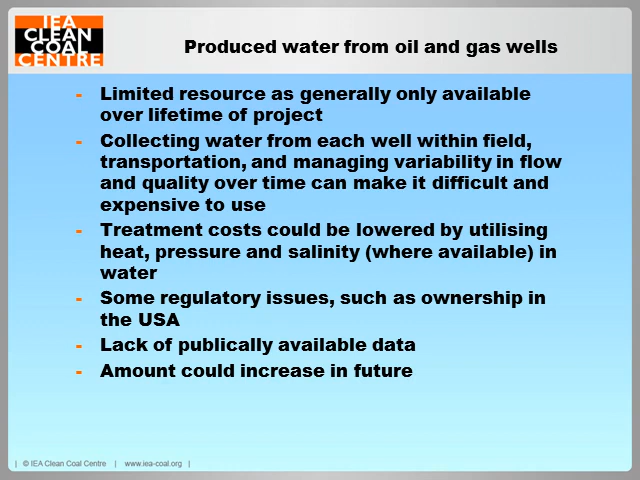 IEA
CLEAN
COAL
CENTRE
Produced water from oil and gas wells
- Limited resource as generally only available
over lifetime of project
- Collecting water from each well within field,
transportation, and managing variability in flow
and quality over time can make it difficult and
expensive to use
- Treatment costs could be lowered by utilising
heat, pressure and salinity (where available) in
water
- Some regulatory issues, such as ownership in
the USA
- Lack of publically available data
- Amount could increase in future
| © IEA Clean Coal Centre | www.iea-coal.org |